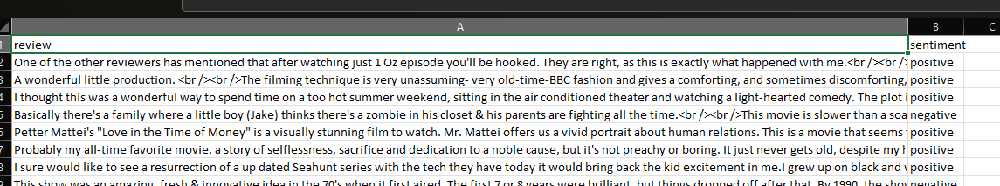 A B C
1 review sentiment
2 One of the other reviewers has mentioned that after watching just 1 Oz episode you'll be hooked. They are right, as this is exactly what happened with me.<br /><br /> positive
3 A wonderful little production. <br /><br />The filming technique is very unassuming- very old-time-BBC fashion and gives a comforting, and sometimes discomforting, positive
4 I thought this was a wonderful way to spend time on a too hot summer weekend, sitting in the air conditioned theater and watching a light-hearted comedy. The plot i positive
5 Basically there's a family where a little boy (Jake) thinks there's a zombie in his closet & his parents are fighting all the time.<br /><br />This movie is slower than a soa negative
6 Petter Mattei's "Love in the Time of Money" is a visually stunning film to watch. Mr. Mattei offers us a vivid portrait about human relations. This is a movie that seems positive
7 Probably my all-time favorite movie, a story of selflessness, sacrifice and dedication to a noble cause, but it's not preachy or boring. It just never gets old, despite my positive
8 I sure would like to see a resurrection of a up dated Seahunt series with the tech they have today it would bring back the kid excitement in me.I grew up on black and positive
This show was an amazing, fresh & innovative idea in the 70's when it first aired. The first 7 or 8 years were brilliant, but things dropped off after that. By 1990, the show negative